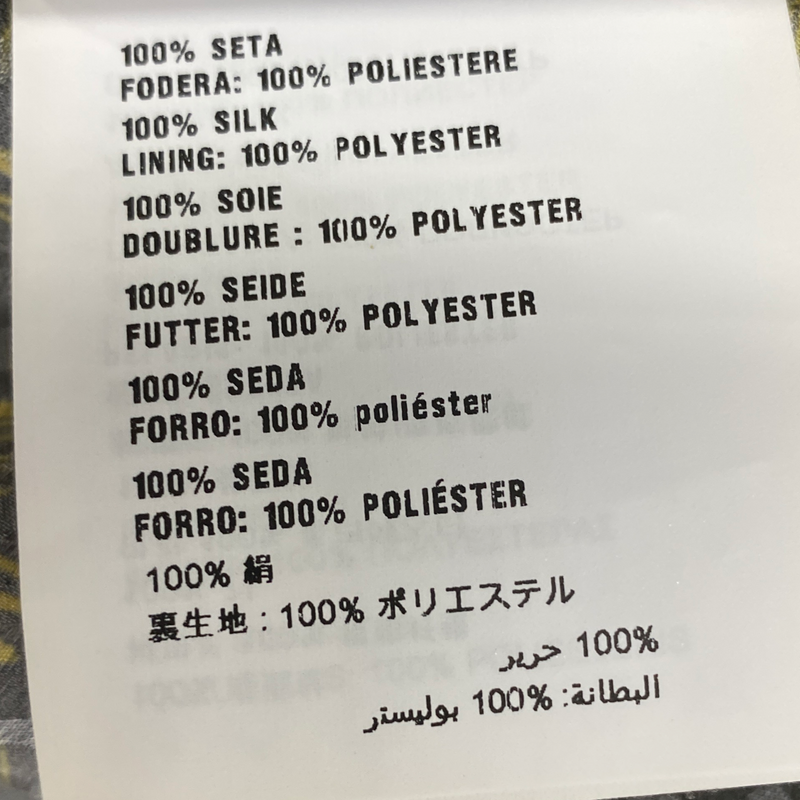 100% SETA
FODERA: 100% POLIESTERE
100% SILK
LINING: 100% POLYESTER
100% SOIE
DOUBLURE : 100% POLYESTER
100% SEIDE
FUTTER: 100% POLYESTER
100% SEDA
FORRO: 100% poliéster
100% SEDA
FORRO: 100% POLIÉSTER
100% 絹
裏生地 : 100% ポリエステル
100% حرير
البطانة: 100% بوليستر